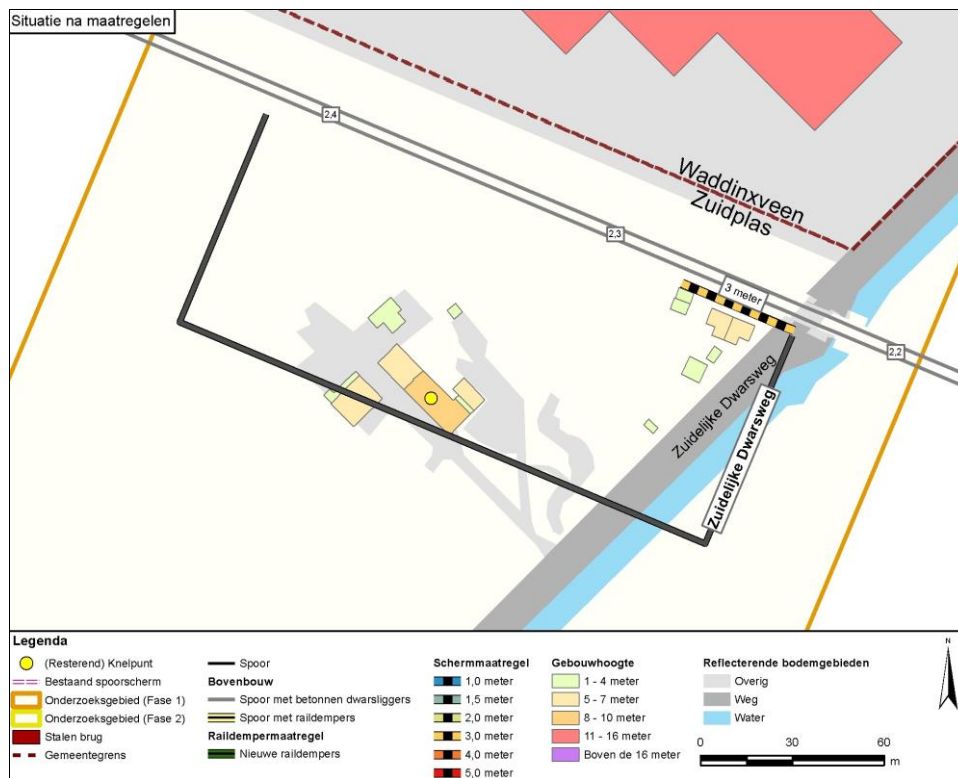 Situatie na maatregelen
2,4
Waddinxveen
Zuidplas
2,3
3 meter
2,2
Zuidelijke Dwarsweg
Zuidelijke Dwarsweg
Legenda
(Resterend) Knelpunt
Bestaand spoorscherm
Onderzoeksgebied (Fase 1)
Onderzoeksgebied (Fase 2)
Stalen brug
Gemeentegrens
Spoor
Bovenbouw
Spoor met betonnen dwarsliggers
Spoor met raildempers
Raildempermaatregel
Nieuwe raildempers
Schermmaatregel
1,0 meter
1,5 meter
2,0 meter
3,0 meter
4,0 meter
5,0 meter
Gebouwhoogte
1 - 4 meter
5 - 7 meter
8 - 10 meter
11 - 16 meter
Boven de 16 meter
Reflecterende bodemgebieden
Overig
Weg
Water
N
0 30 60
m